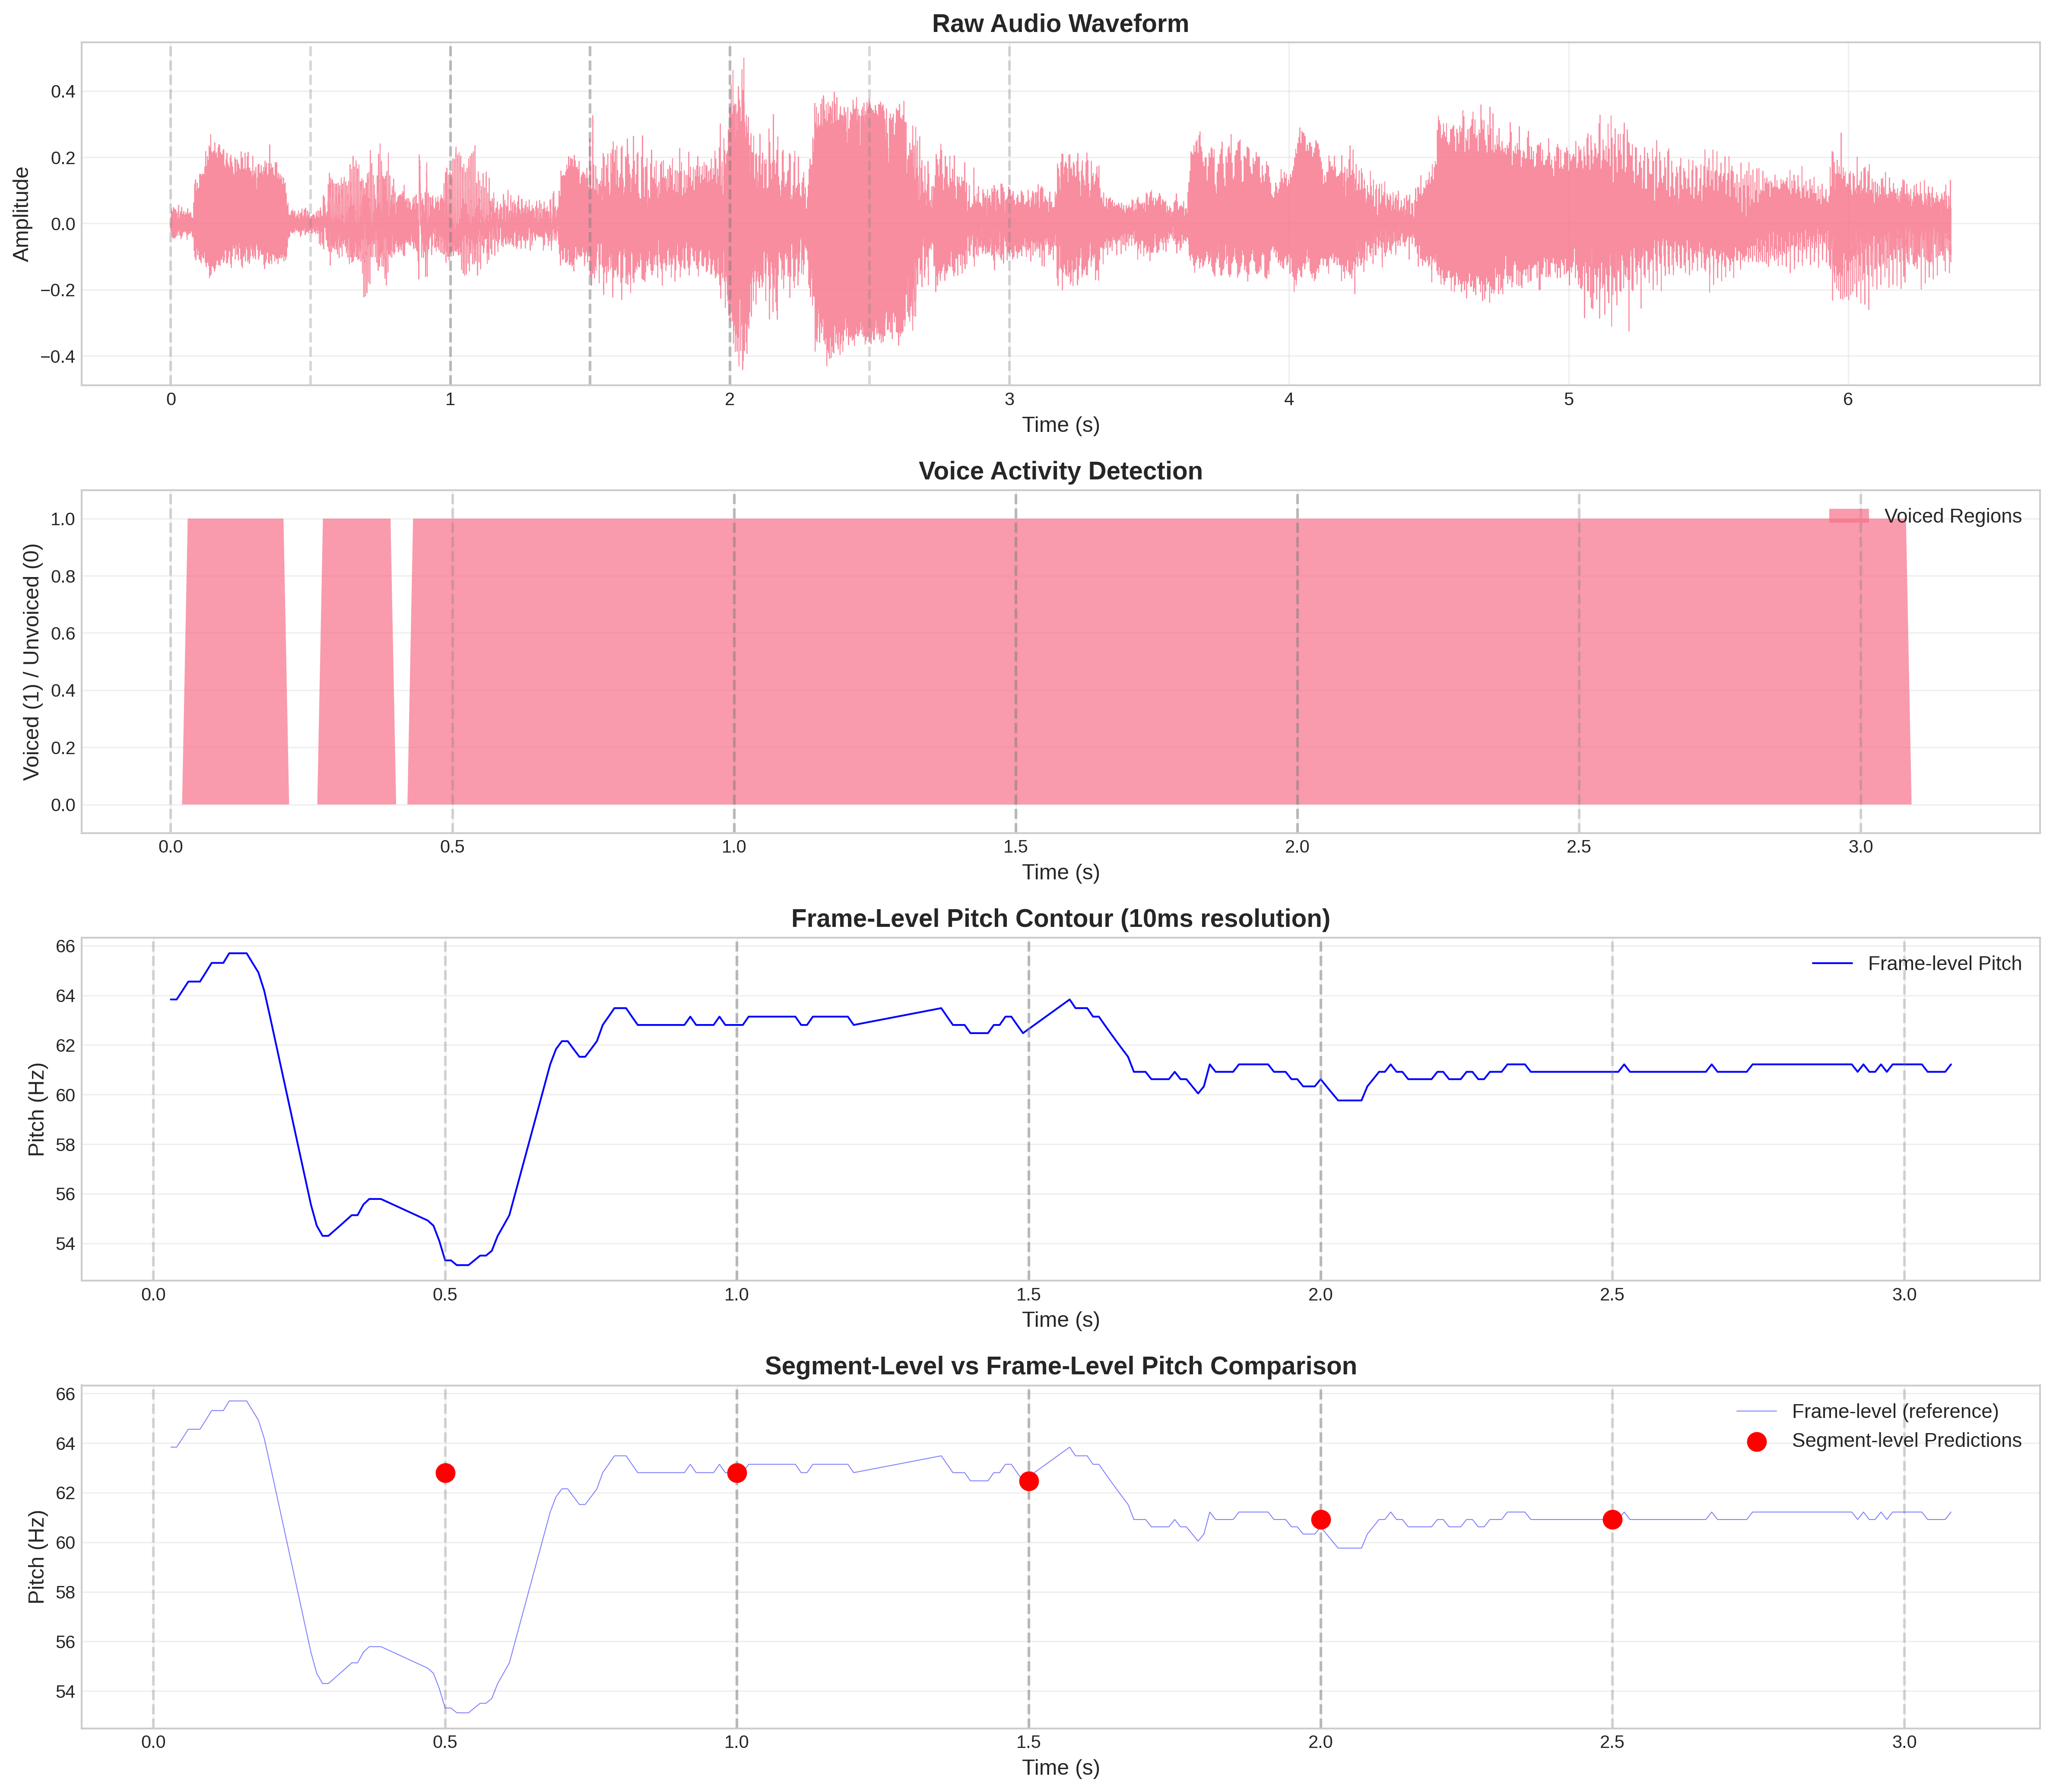 Raw Audio Waveform
Amplitude
0.4
0.2
0.0
−0.2
−0.4
0 1 2 3 4 5 6
Time (s)
Voice Activity Detection
Voiced (1) / Unvoiced (0)
Voiced Regions
1.0
0.8
0.6
0.4
0.2
0.0
0.0 0.5 1.0 1.5 2.0 2.5 3.0
Time (s)
Frame-Level Pitch Contour (10ms resolution)
Pitch (Hz)
Frame-level Pitch
66
64
62
60
58
56
54
0.0 0.5 1.0 1.5 2.0 2.5 3.0
Time (s)
Segment-Level vs Frame-Level Pitch Comparison
Pitch (Hz)
Frame-level (reference)
Segment-level Predictions
66
64
62
60
58
56
54
0.0 0.5 1.0 1.5 2.0 2.5 3.0
Time (s)